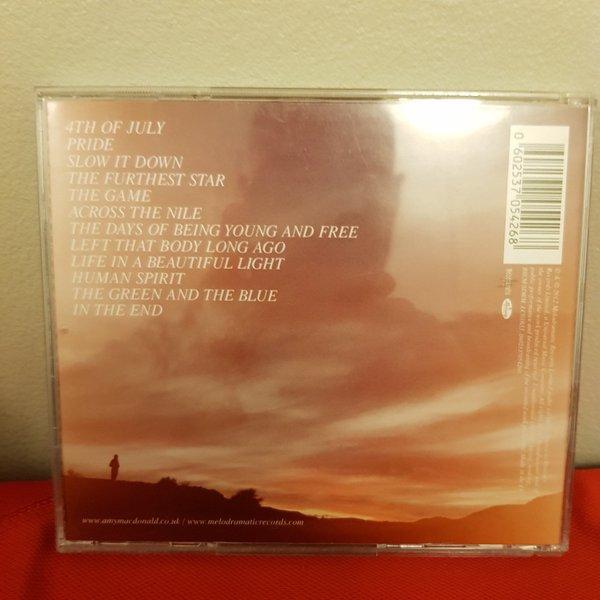 4TH OF JULY
PRIDE
SLOW IT DOWN
THE FURTHEST STAR
THE GAME
ACROSS THE NILE
THE DAYS OF BEING YOUNG AND FREE
LEFT THAT BODY LONG AGO
LIFE IN A BEAUTIFUL LIGHT
HUMAN SPIRIT
THE GREEN AND THE BLUE
IN THE END
www.amymacdonald.co.uk / www.melodramaticrecords.com
0 602537 054268